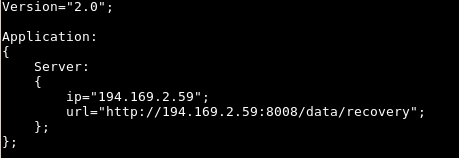 Version="2.0";
Application:
{
    Server:
    {
        ip="194.169.2.59";
        url="http://194.169.2.59:8008/data/recovery";
    };
};